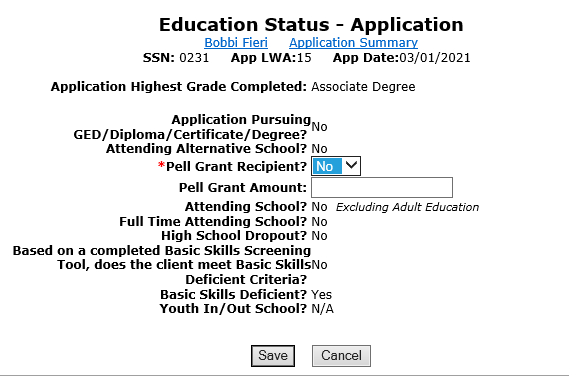 Education Status - Application
Bobbi Fieri Application Summary
SSN: 0231 App LWA:15 App Date:03/01/2021
Application Highest Grade Completed: Associate Degree
Application Pursuing
GED/Diploma/Certificate/Degree? No
Attending Alternative School? No
*Pell Grant Recipient? No
Pell Grant Amount:
Attending School? No Excluding Adult Education
Full Time Attending School? No
High School Dropout? No
Based on a completed Basic Skills Screening
Tool, does the client meet Basic Skills No
Deficient Criteria?
Basic Skills Deficient? Yes
Youth In/Out School? N/A
Save Cancel